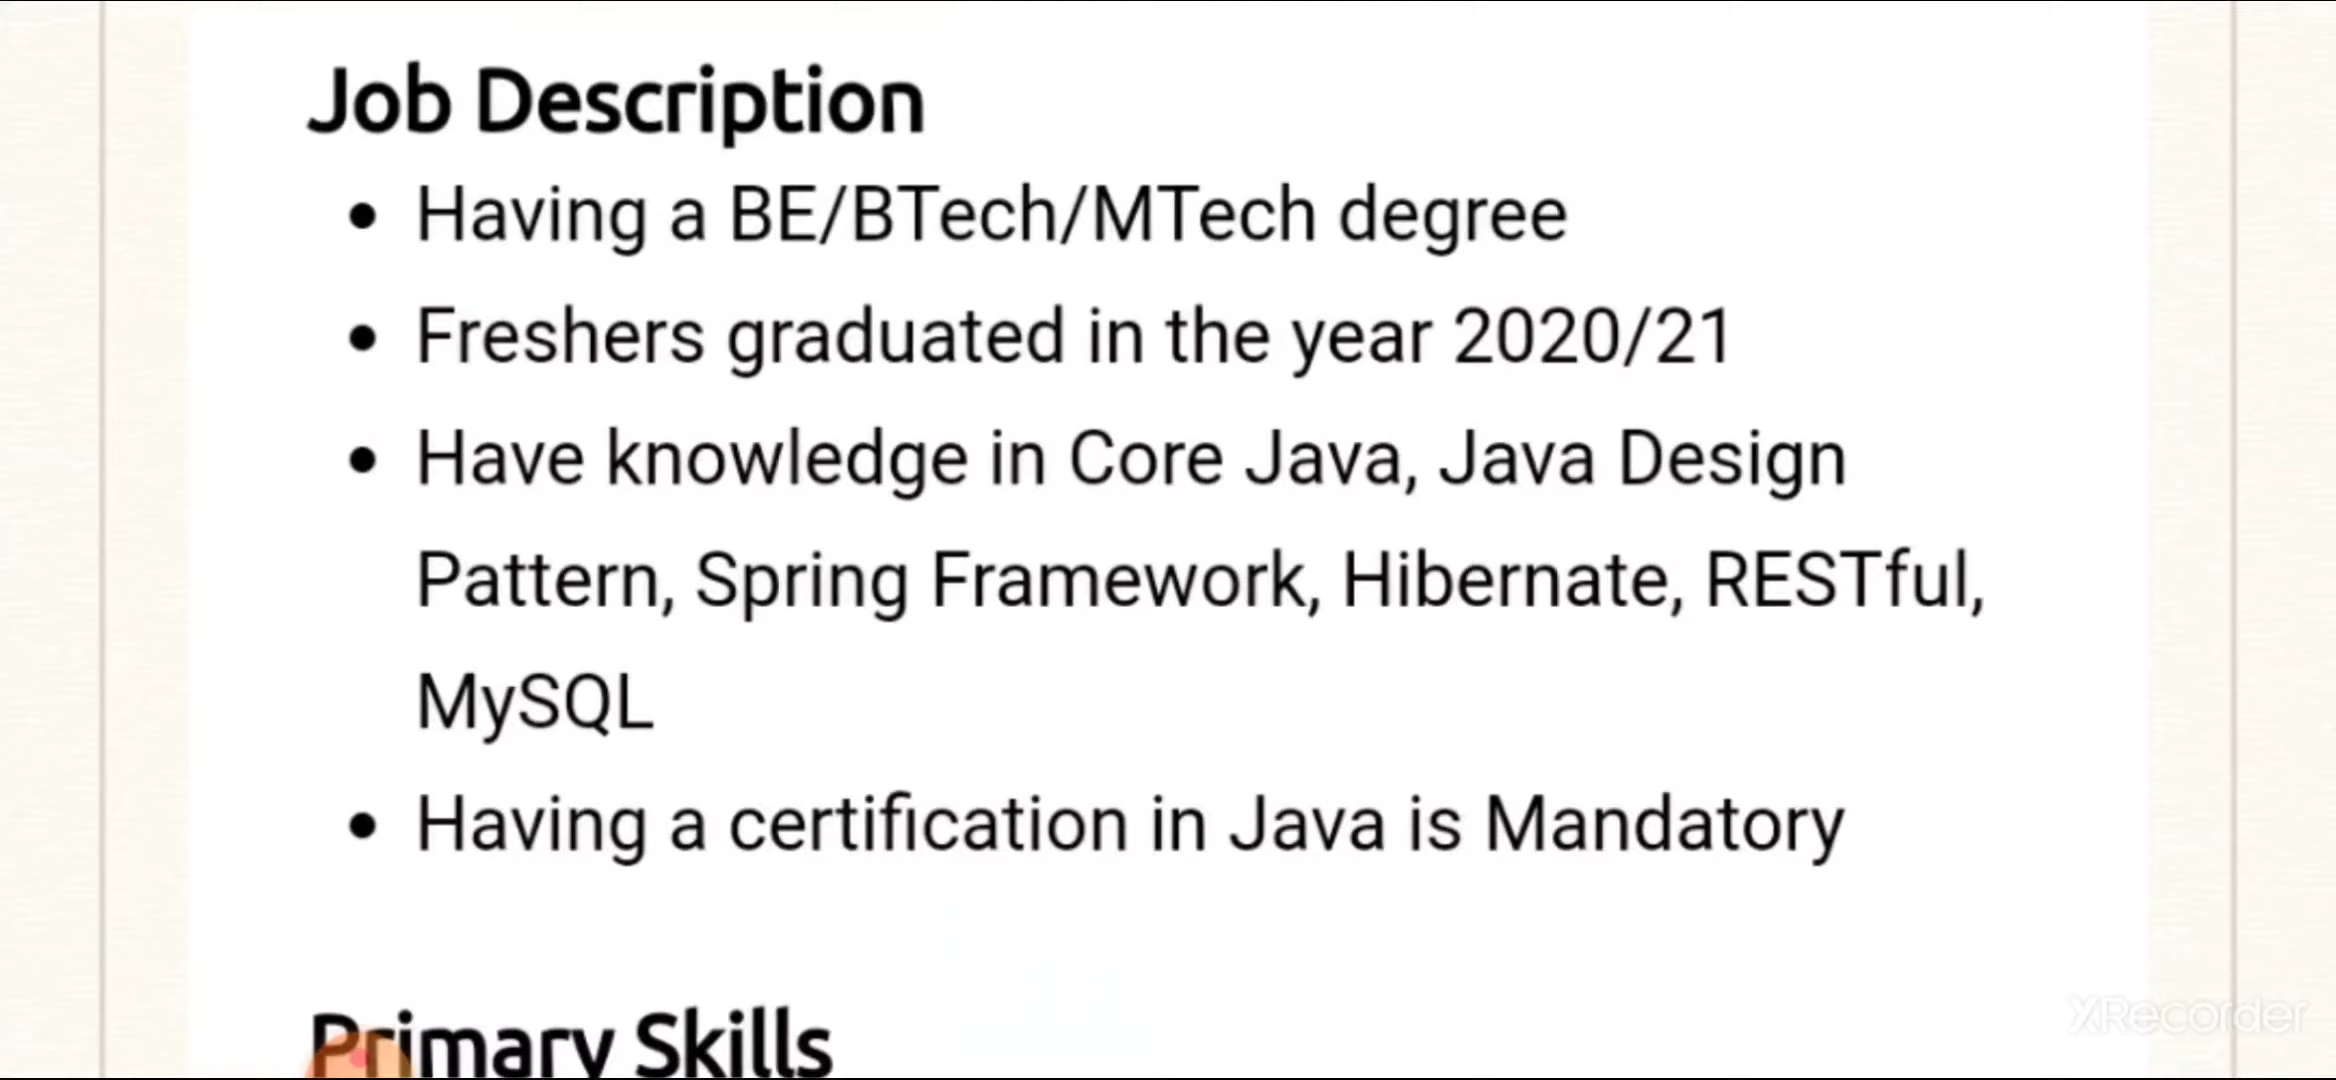 Job Description
• Having a BE/BTech/MTech degree
• Freshers graduated in the year 2020/21
• Have knowledge in Core Java, Java Design
Pattern, Spring Framework, Hibernate, RESTful,
MySQL
• Having a certification in Java is Mandatory
Primary Skills
XRecorder